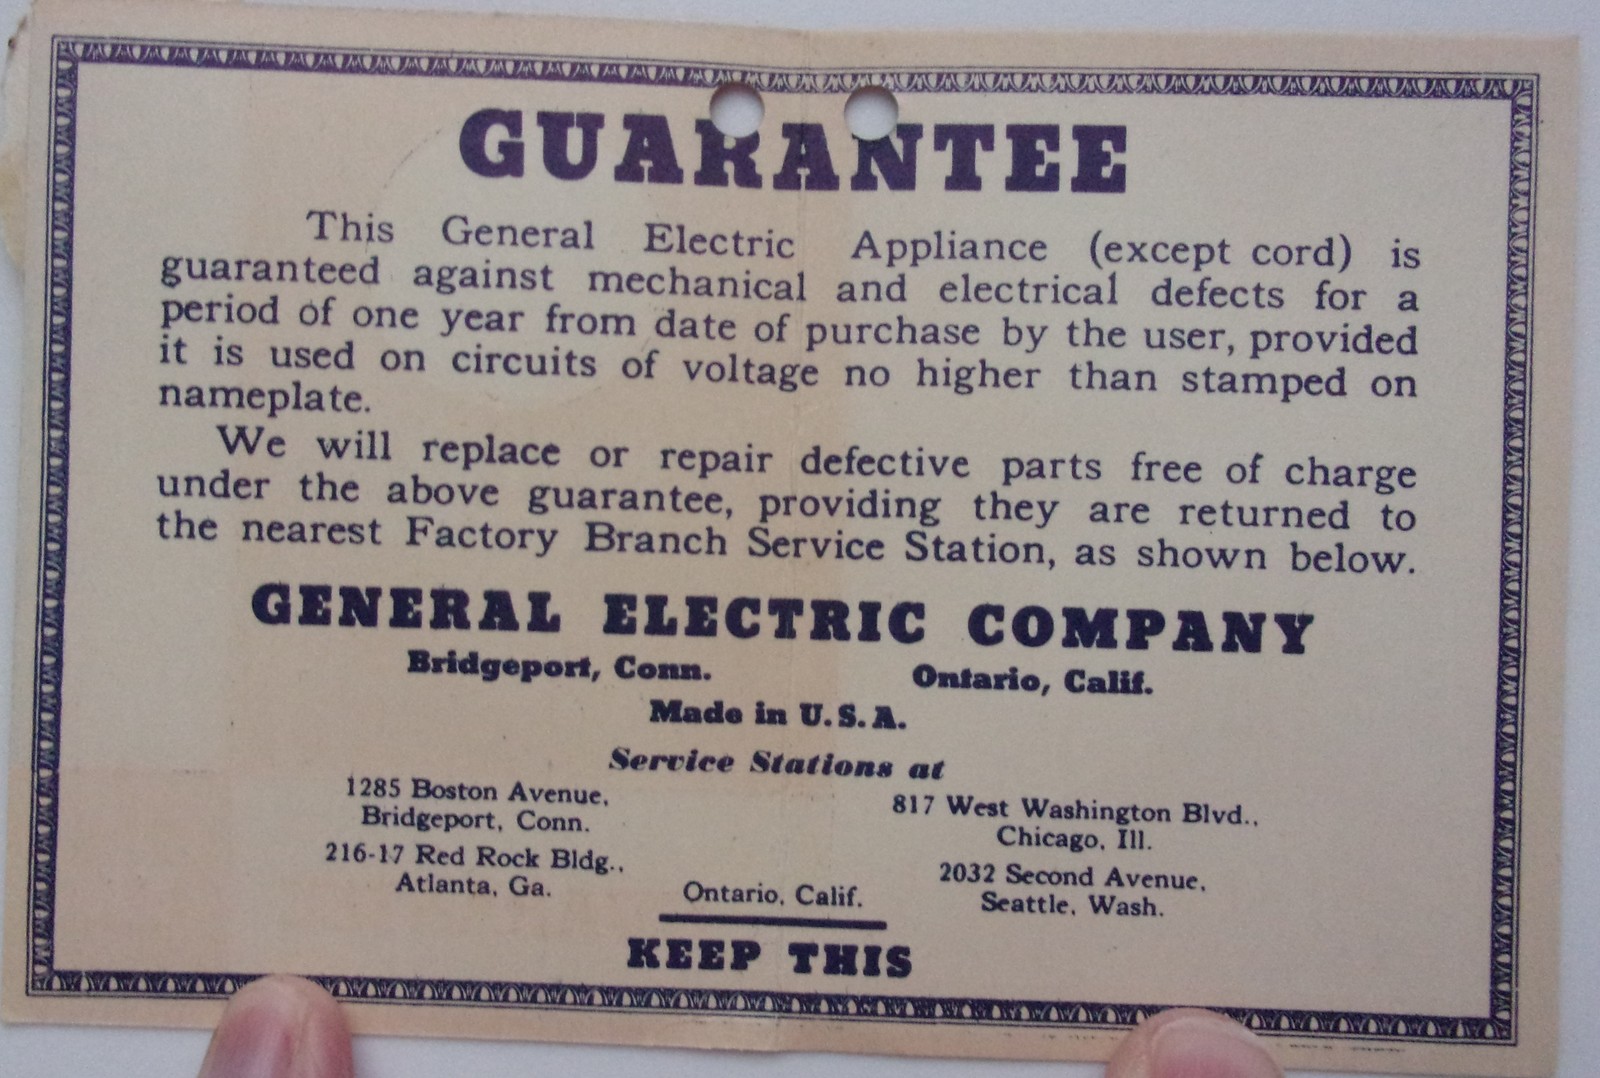 GUARANTEE
This General Electric Appliance (except cord) is
guaranteed against mechanical and electrical defects for a
period of one year from date of purchase by the user, provided
it is used on circuits of voltage no higher than stamped on
nameplate.
We will replace or repair defective parts free of charge
under the above guarantee, providing they are returned to
the nearest Factory Branch Service Station, as shown below.
GENERAL ELECTRIC COMPANY
Bridgeport, Conn. Ontario, Calif.
Made in U.S.A.
Service Stations at
1285 Boston Avenue,
Bridgeport, Conn.
216-17 Red Rock Bldg.,
Atlanta, Ga.
817 West Washington Blvd.,
Chicago, Ill.
2032 Second Avenue,
Seattle, Wash.
Ontario, Calif.
KEEP THIS